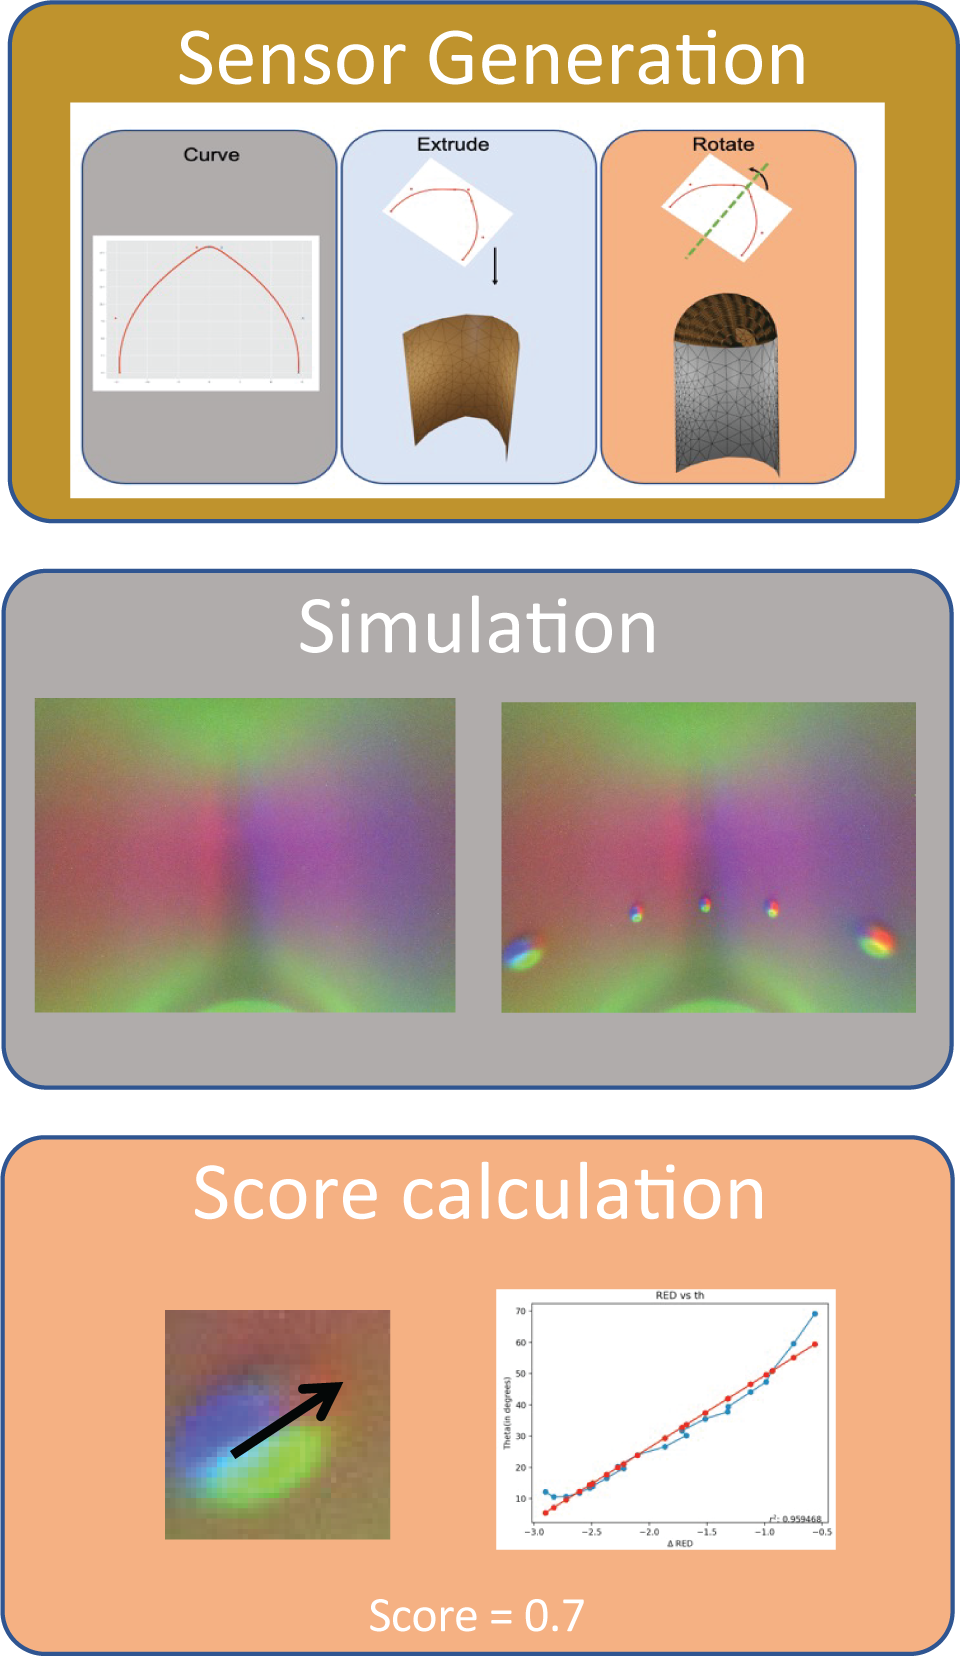 Sensor Generation
Curve
Extrude
Rotate
Simulation
Score calculation
RED vs th
Theta(in degrees)
70
60
50
40
30
20
10
r²: 0.959468
−3.0 −2.5 −2.0 −1.5 −1.0 −0.5
Δ RED
Score = 0.7